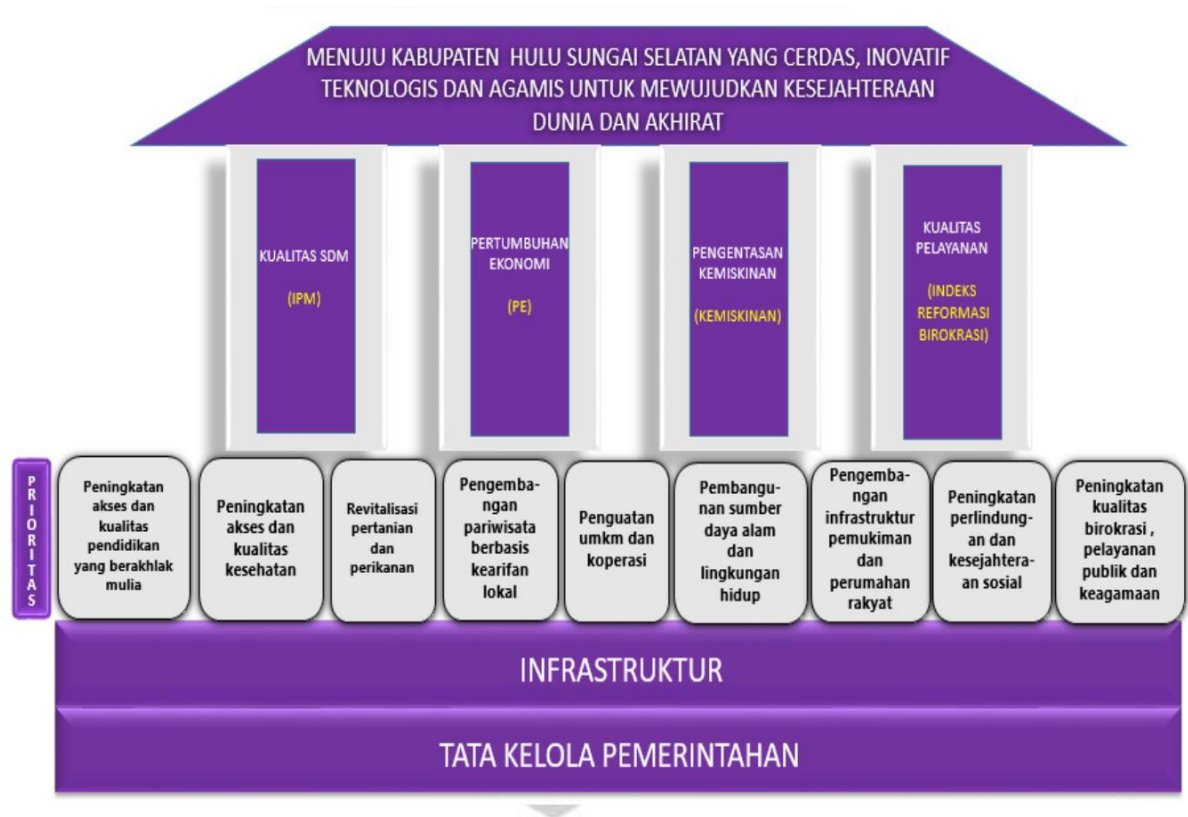 MENUJU KABUPATEN HULU SUNGAI SELATAN YANG CERDAS, INOVATIF
TEKNOLOGIS DAN AGAMIS UNTUK MEWUJUDKAN KESEJAHTERAAN
DUNIA DAN AKHIRAT
KUALITAS SDM
(IPM)
PERTUMBUHAN
EKONOMI
(PE)
PENGENTASAN
KEMISKINAN
(KEMISKINAN)
KUALITAS
PELAYANAN
(INDEKS
REFORMASI
BIROKRASI)
PRIORITAS
Peningkatan
akses dan
kualitas
pendidikan
yang berakhlak
mulia
Peningkatan
akses dan
kualitas
kesehatan
Revitalisasi
pertanian
dan
perikanan
Pengemba-
ngan
pariwisata
berbasis
kearifan
lokal
Penguatan
umkm dan
koperasi
Pembangu-
nan sumber
daya alam
dan
lingkungan
hidup
Pengemba-
ngan
infrastruktur
pemukiman
dan
perumahan
rakyat
Peningkatan
perlindung-
an dan
kesejahtera-
an sosial
Peningkatan
kualitas
birokrasi ,
pelayanan
publik dan
keagamaan
INFRASTRUKTUR
TATA KELOLA PEMERINTAHAN